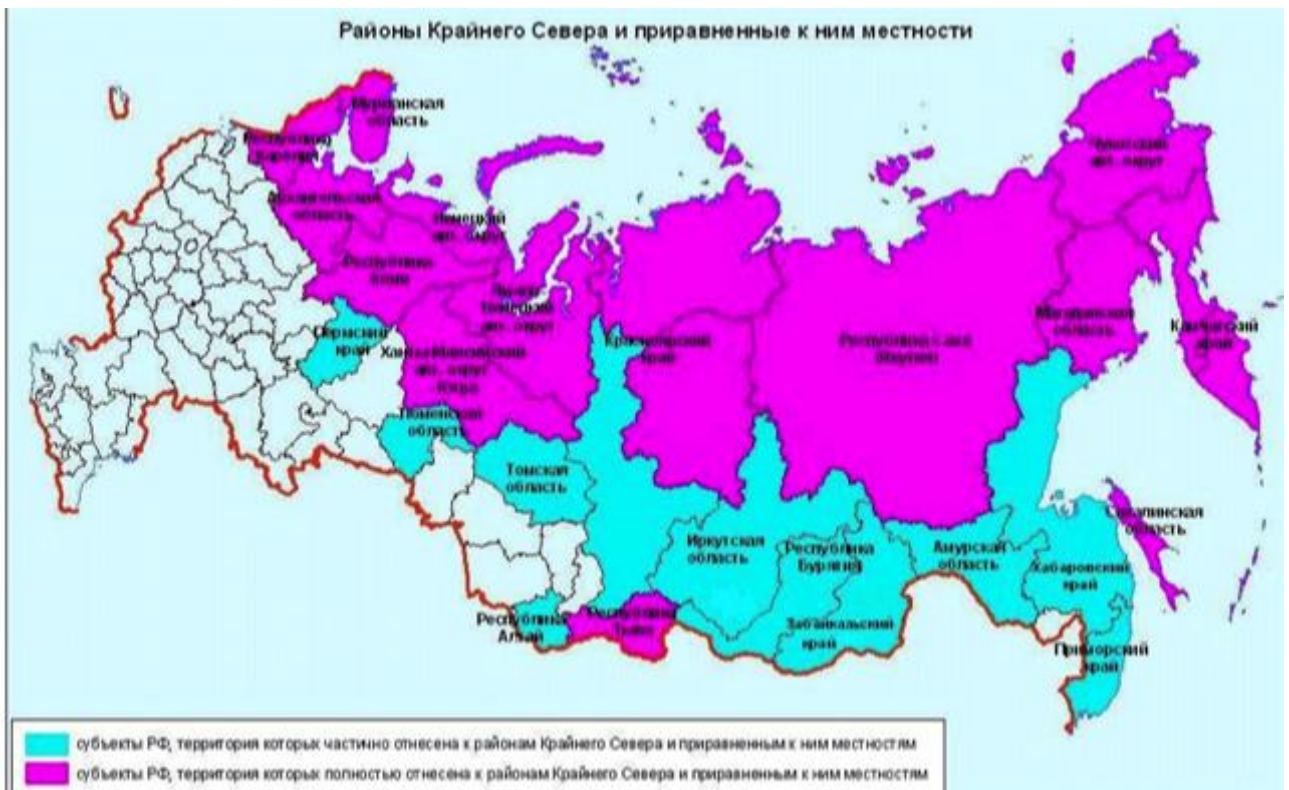 Районы Крайнего Севера и приравненные к ним местности
Мурманская
область
Республика
Карелия
Чукотский
авт. округ
Архангельская
область
Ненецкий
авт. округ
Республика
Коми
Ямало-
Ненецкий
авт. округ
Магаданская
область
Камчатский
край
Пермский
край
Красноярский
край
Республика Саха
Якутия
Ханты-Мансийский
авт. округ
Югра
Тюменская
область
Томская
область
Сахалинская
область
Иркутская
область
Республика
Бурятия
Амурская
область
Хабаровский
край
Республика
Алтай
Республика
Тыва
Забайкальский
край
Приморский
край
субъекты РФ, территория которых частично отнесена к районам Крайнего Севера и приравненным к ним местностям
субъекты РФ, территория которых полностью отнесена к районам Крайнего Севера и приравненным к ним местностям